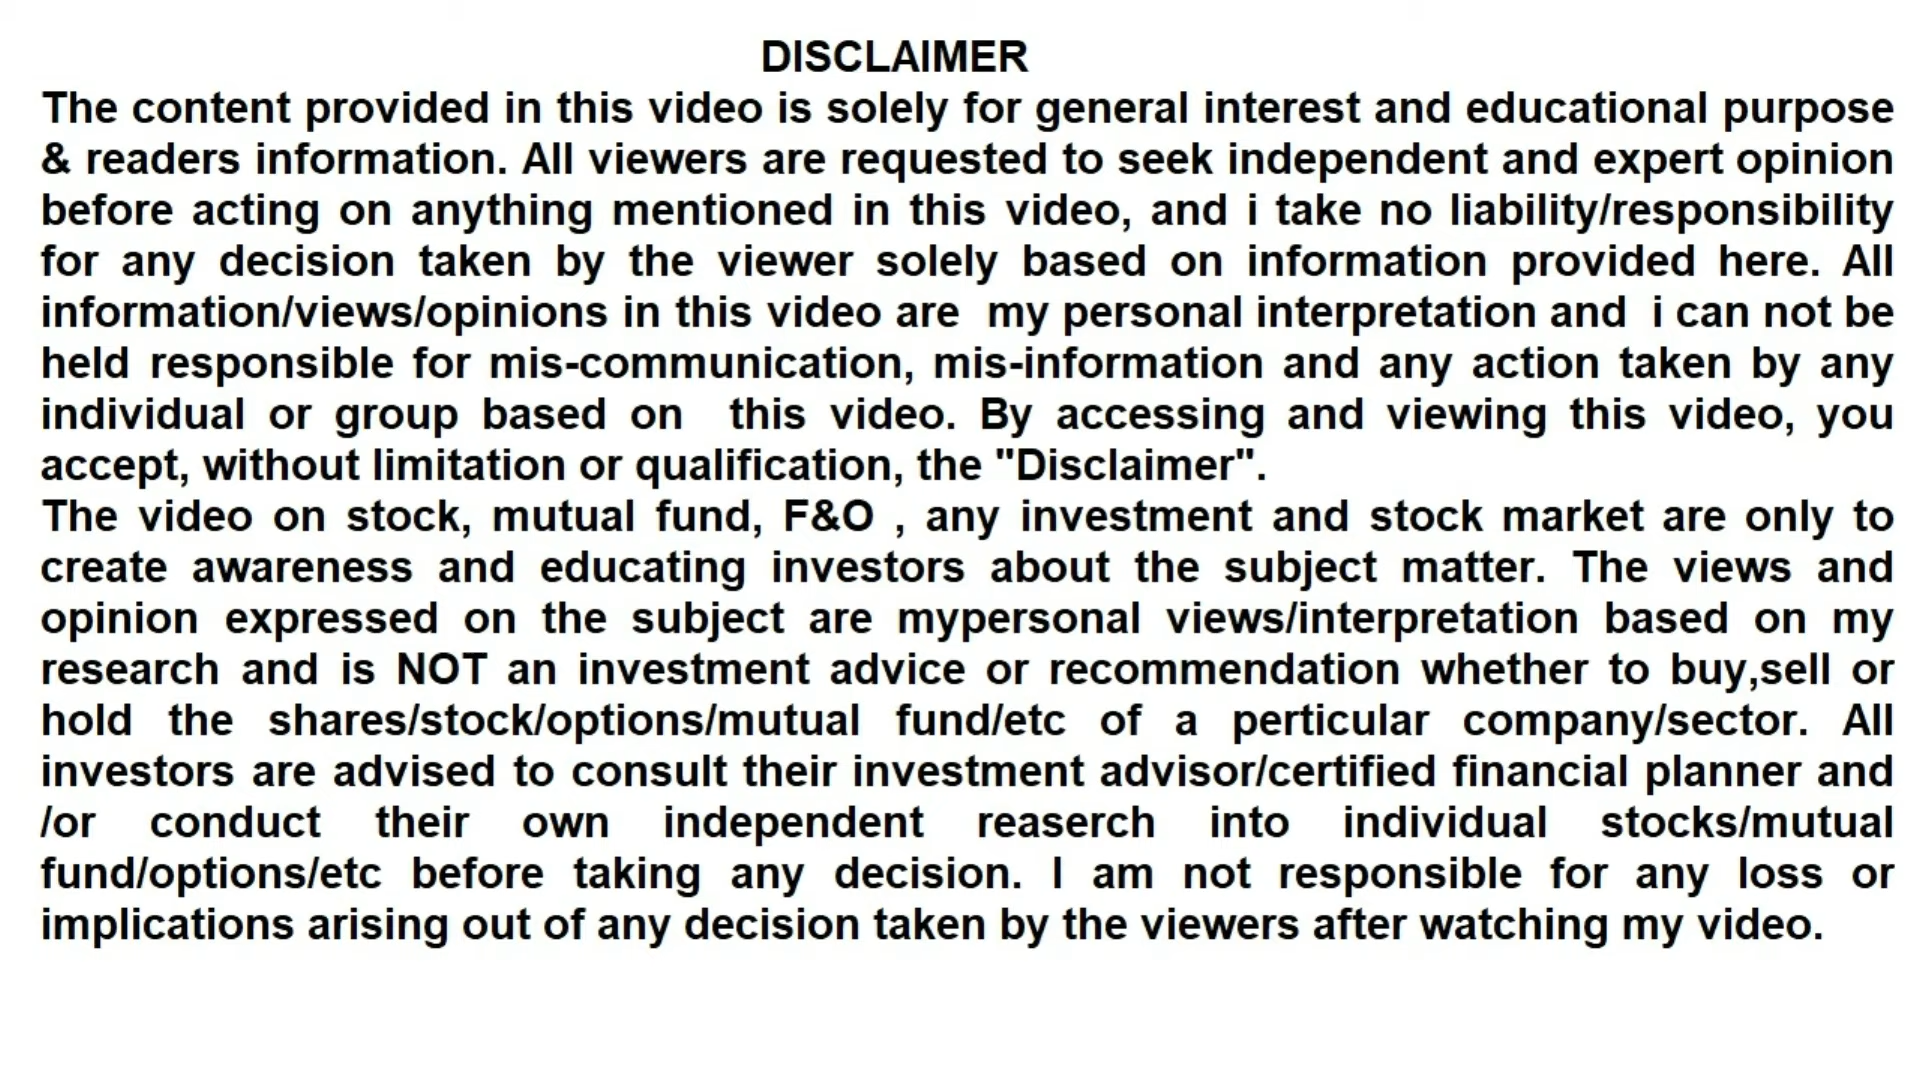 DISCLAIMER
The content provided in this video is solely for general interest and educational purpose
& readers information. All viewers are requested to seek independent and expert opinion
before acting on anything mentioned in this video, and i take no liability/responsibility
for any decision taken by the viewer solely based on information provided here. All
information/views/opinions in this video are  my personal interpretation and  i can not be
held responsible for mis-communication, mis-information and any action taken by any
individual or group based on  this video. By accessing and viewing this video, you
accept, without limitation or qualification, the "Disclaimer".
The video on stock, mutual fund, F&O , any investment and stock market are only to
create awareness and educating investors about the subject matter. The views and
opinion expressed on the subject are mypersonal views/interpretation based on my
research and is NOT an investment advice or recommendation whether to buy,sell or
hold the shares/stock/options/mutual fund/etc of a perticular company/sector. All
investors are advised to consult their investment advisor/certified financial planner and
/or conduct their own independent reaserch into individual stocks/mutual
fund/options/etc before taking any decision. I am not responsible for any loss or
implications arising out of any decision taken by the viewers after watching my video.